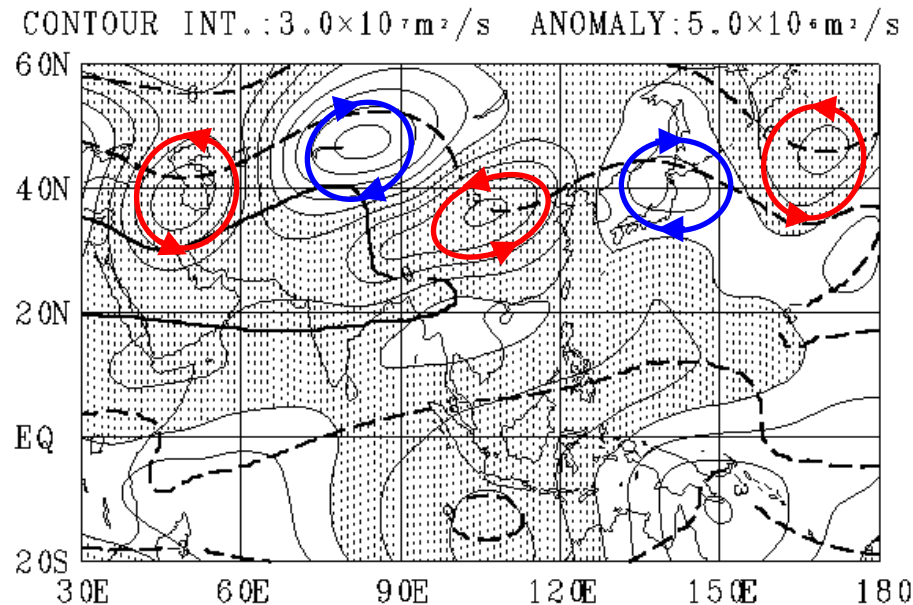 CONTOUR INT.:3.0×10⁷m²/s ANOMALY:5.0×10⁶m²/s
60N
40N
20N
EQ
20S
30E 60E 90E 120E 150E 180